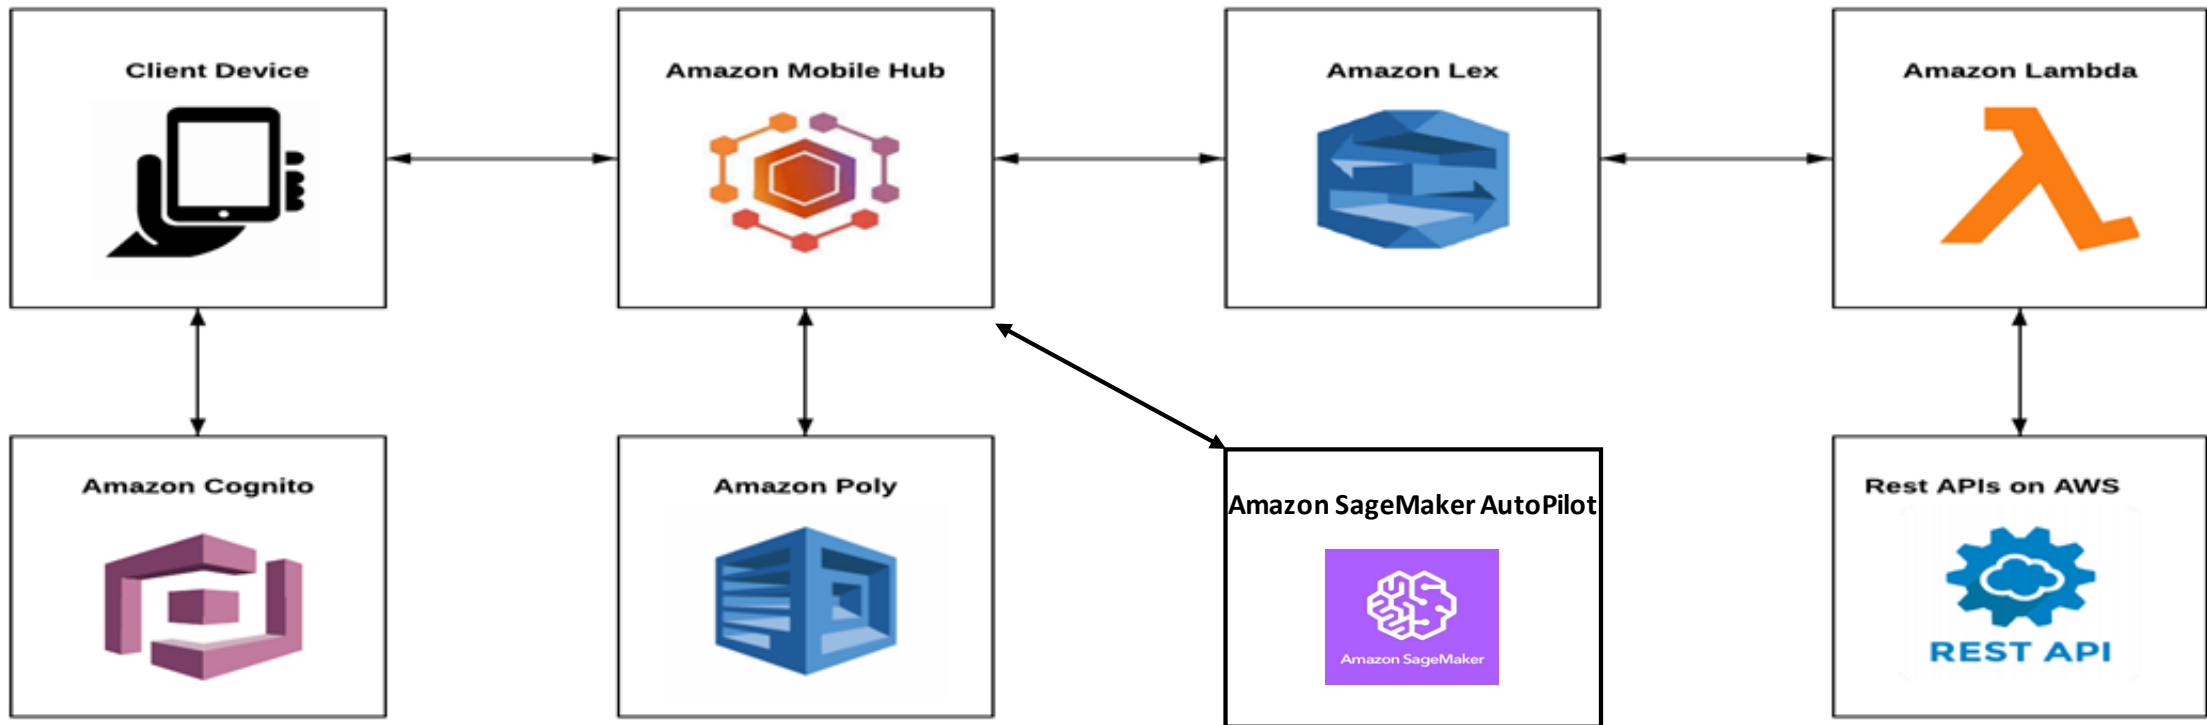 Client Device
Amazon Mobile Hub
Amazon Lex
Amazon Lambda
Amazon Cognito
Amazon Poly
Amazon SageMaker AutoPilot
Amazon SageMaker
Rest APIs on AWS
REST API